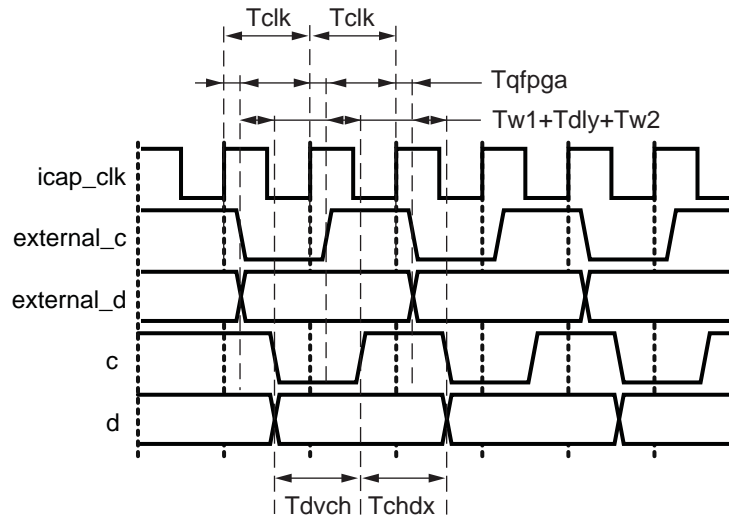 Tclk Tclk
Tqfpga
Tw1+Tdly+Tw2
icap_clk
external_c
external_d
c
d
Tdvch Tchdx